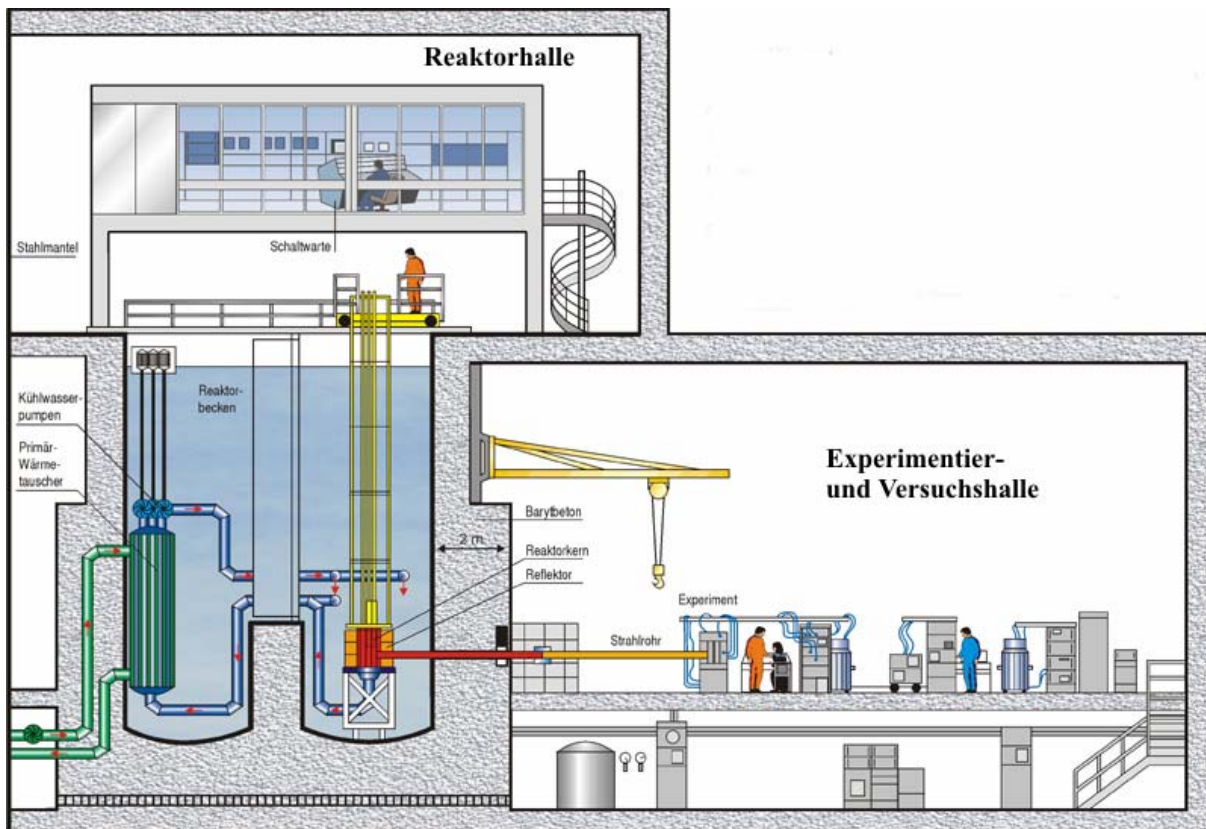 Reaktorhalle
Stahlmantel
Schaltwarte
Kühlwasser-
pumpen
Reaktor-
becken
Primär-
Wärme-
tauscher
Experimentier-
und Versuchshalle
Barytbeton
2 m
Reaktorkern
Reflektor
Experiment
Strahlrohr